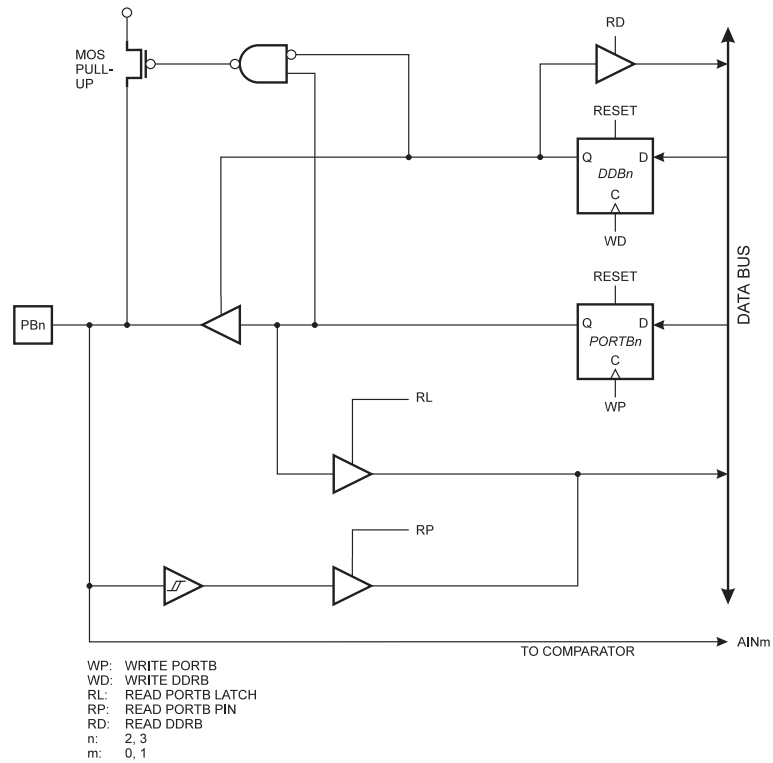 RD
MOS
PULL-
UP
RESET
Q
D
DDBn
C
WD
RESET
PBn
Q
D
PORTBn
C
WP
DATA BUS
RL
RP
TO COMPARATOR
AINm
WP: WRITE PORTB
WD: WRITE DDRB
RL: READ PORTB LATCH
RP: READ PORTB PIN
RD: READ DDRB
n: 2, 3
m: 0, 1